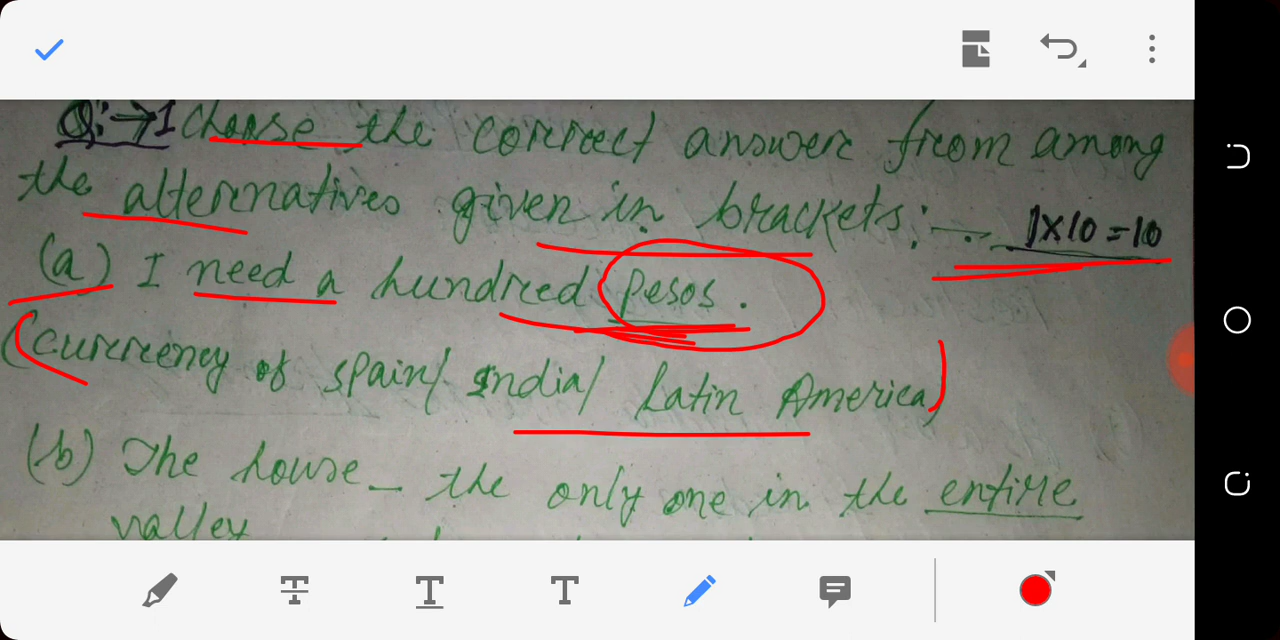 Q:→1 Choose the correct answer from among
the alternatives given in brackets:— 1×10=10
(a) I need a hundred pesos.
(Currency of Spain/ India/ Latin America)
(b) The house — the only one in the entire
valley